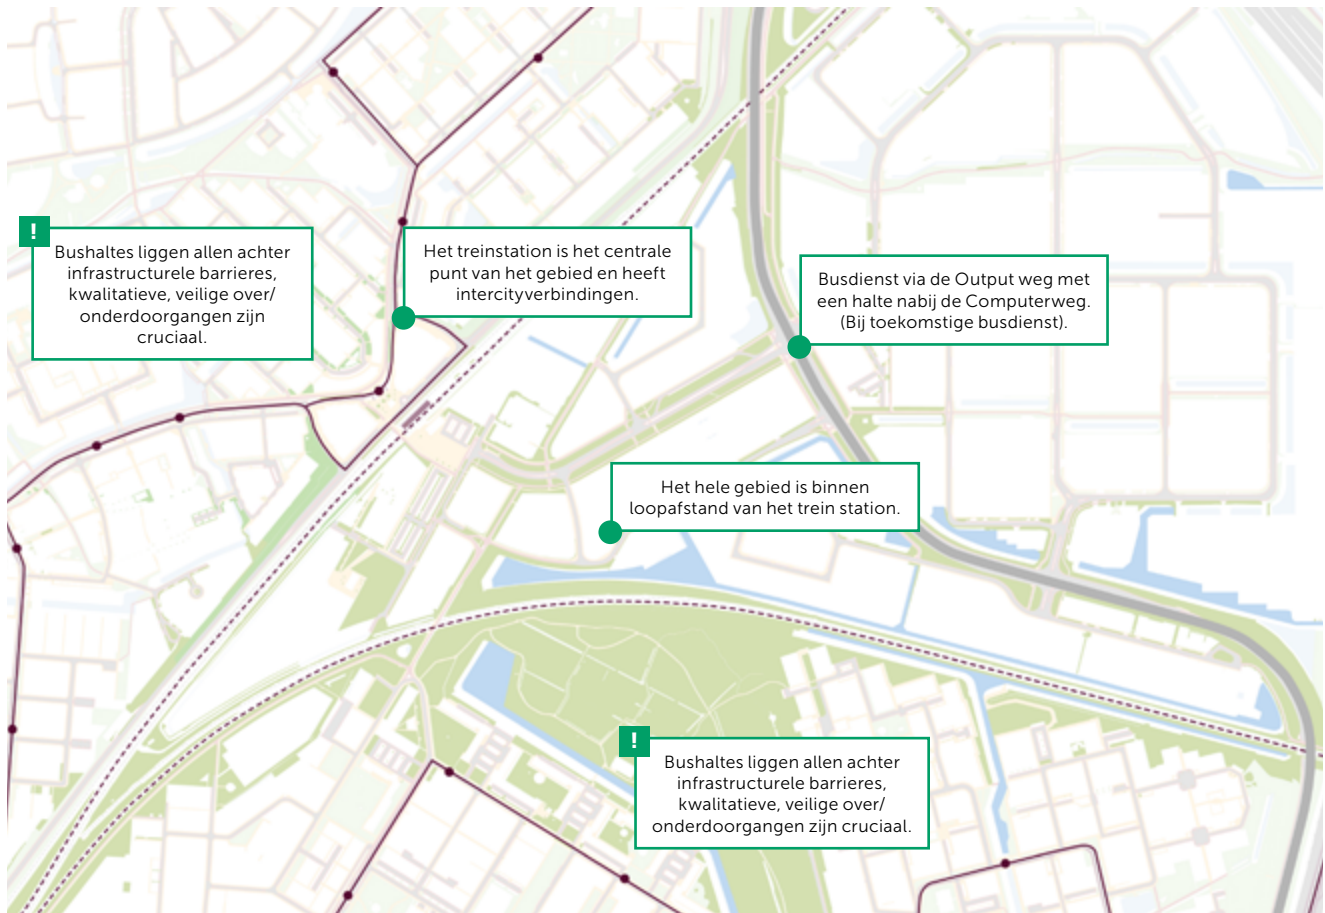 !
Bushaltes liggen allen achter
infrastructurele barrieres,
kwalitatieve, veilige over/
onderdoorgangen zijn
cruciaal.
Het treinstation is het centrale
punt van het gebied en heeft
intercityverbindingen.
Busdienst via de Output weg met
een halte nabij de Computerweg.
(Bij toekomstige busdienst).
Het hele gebied is binnen
loopafstand van het trein station.
!
Bushaltes liggen allen achter
infrastructurele barrieres,
kwalitatieve, veilige over/
onderdoorgangen zijn cruciaal.